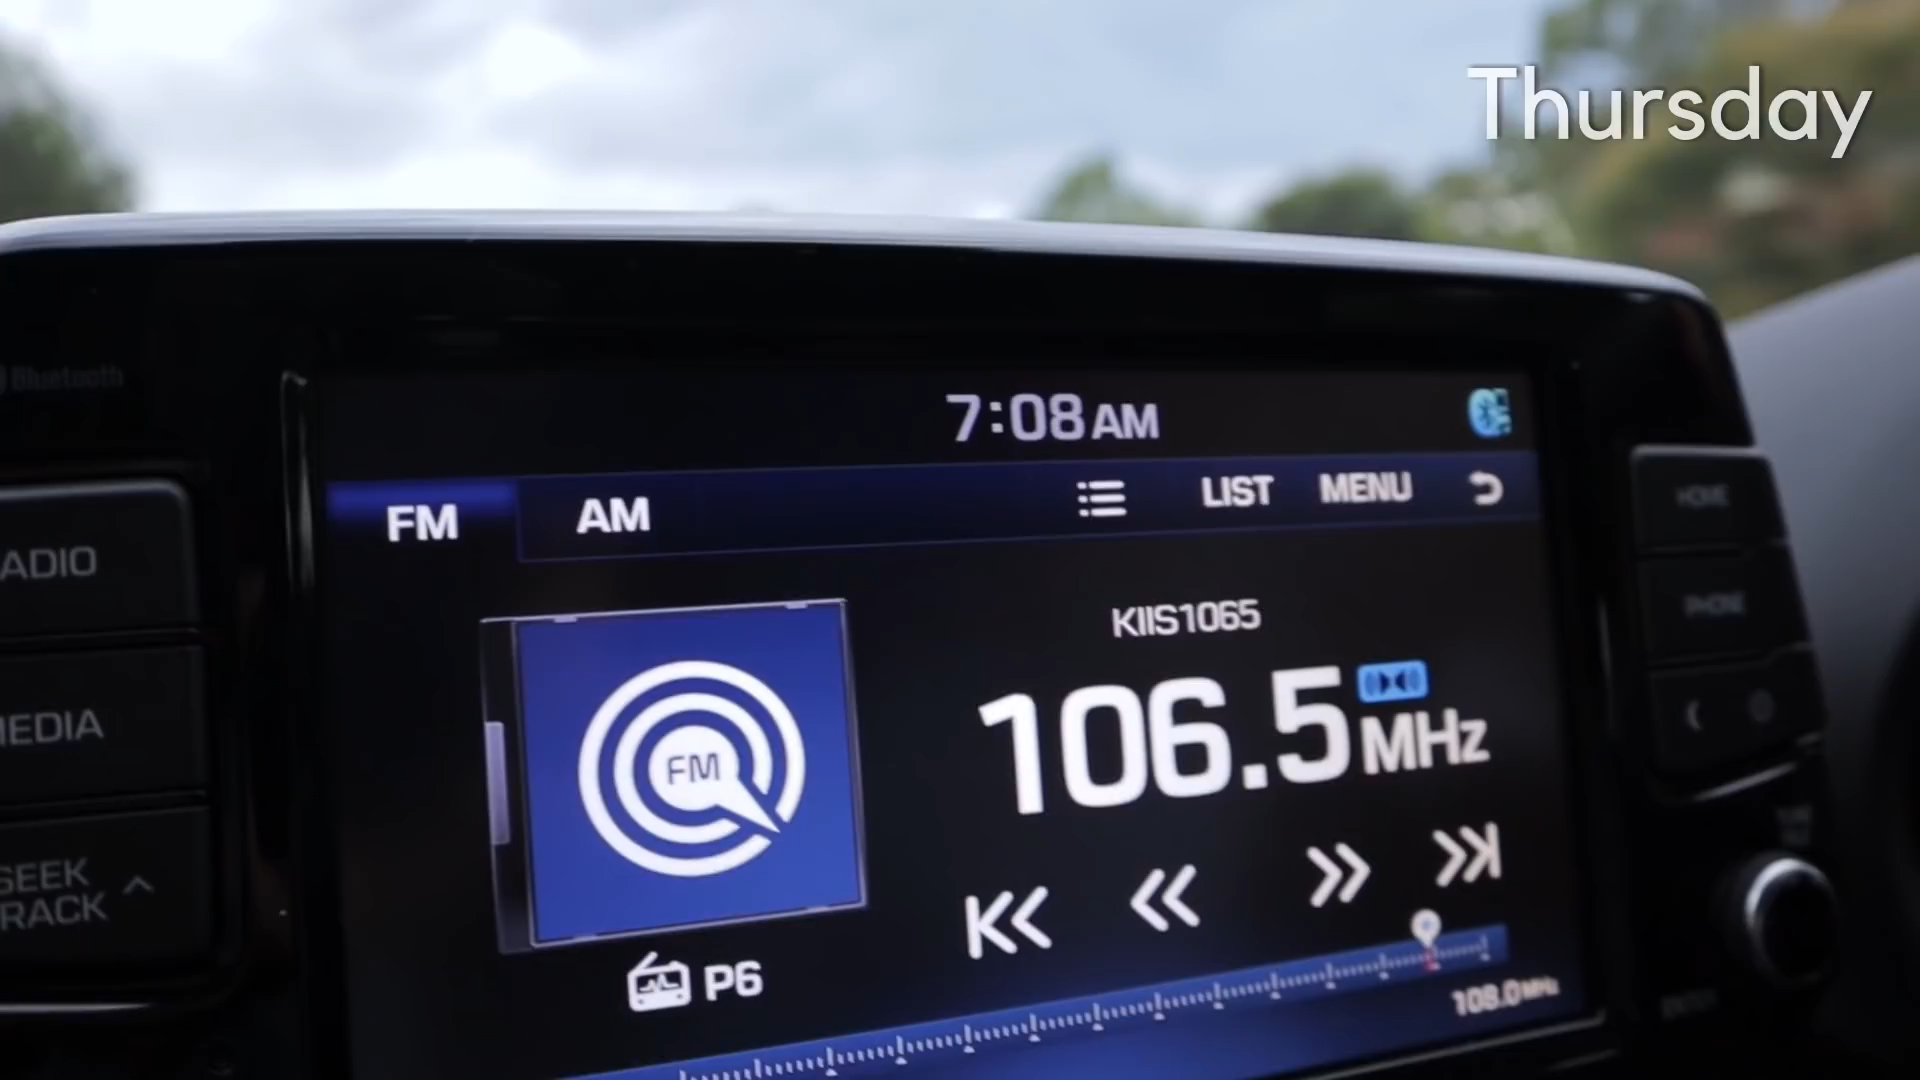 Thursday
Bluetooth
7:08 AM
FM
AM
LIST
MENU
HOME
ADIO
KIIS1065
PHONE
106.5 MHz
MEDIA
FM
SEEK
TRACK
P6
108.0 MHz